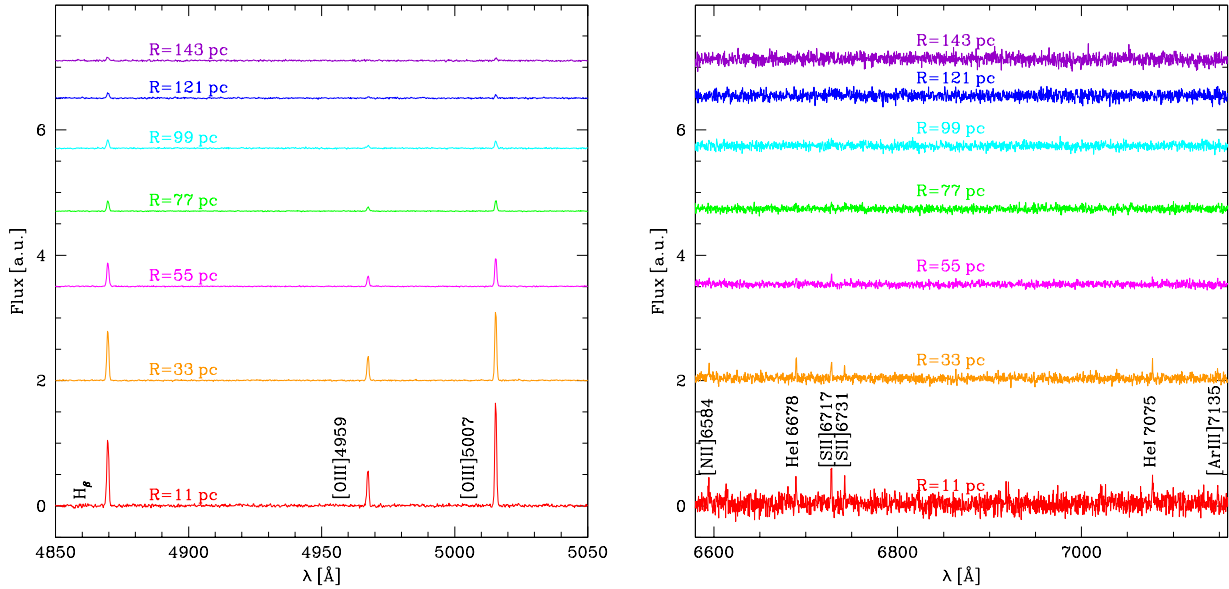 R=143 pc
R=121 pc
R=99 pc
R=77 pc
R=55 pc
R=33 pc
R=11 pc
Hβ
[OIII]4959
[OIII]5007
6
4
2
0
Flux [a.u.]
4850 4900 4950 5000 5050
λ [Å]
R=143 pc
R=121 pc
R=99 pc
R=77 pc
R=55 pc
R=33 pc
R=11 pc
[NII]6584
HeI 6678
[SII]6717
[SII]6731
HeI 7075
[ArIII]7135
6
4
2
0
Flux [a.u.]
6600 6800 7000
λ [Å]